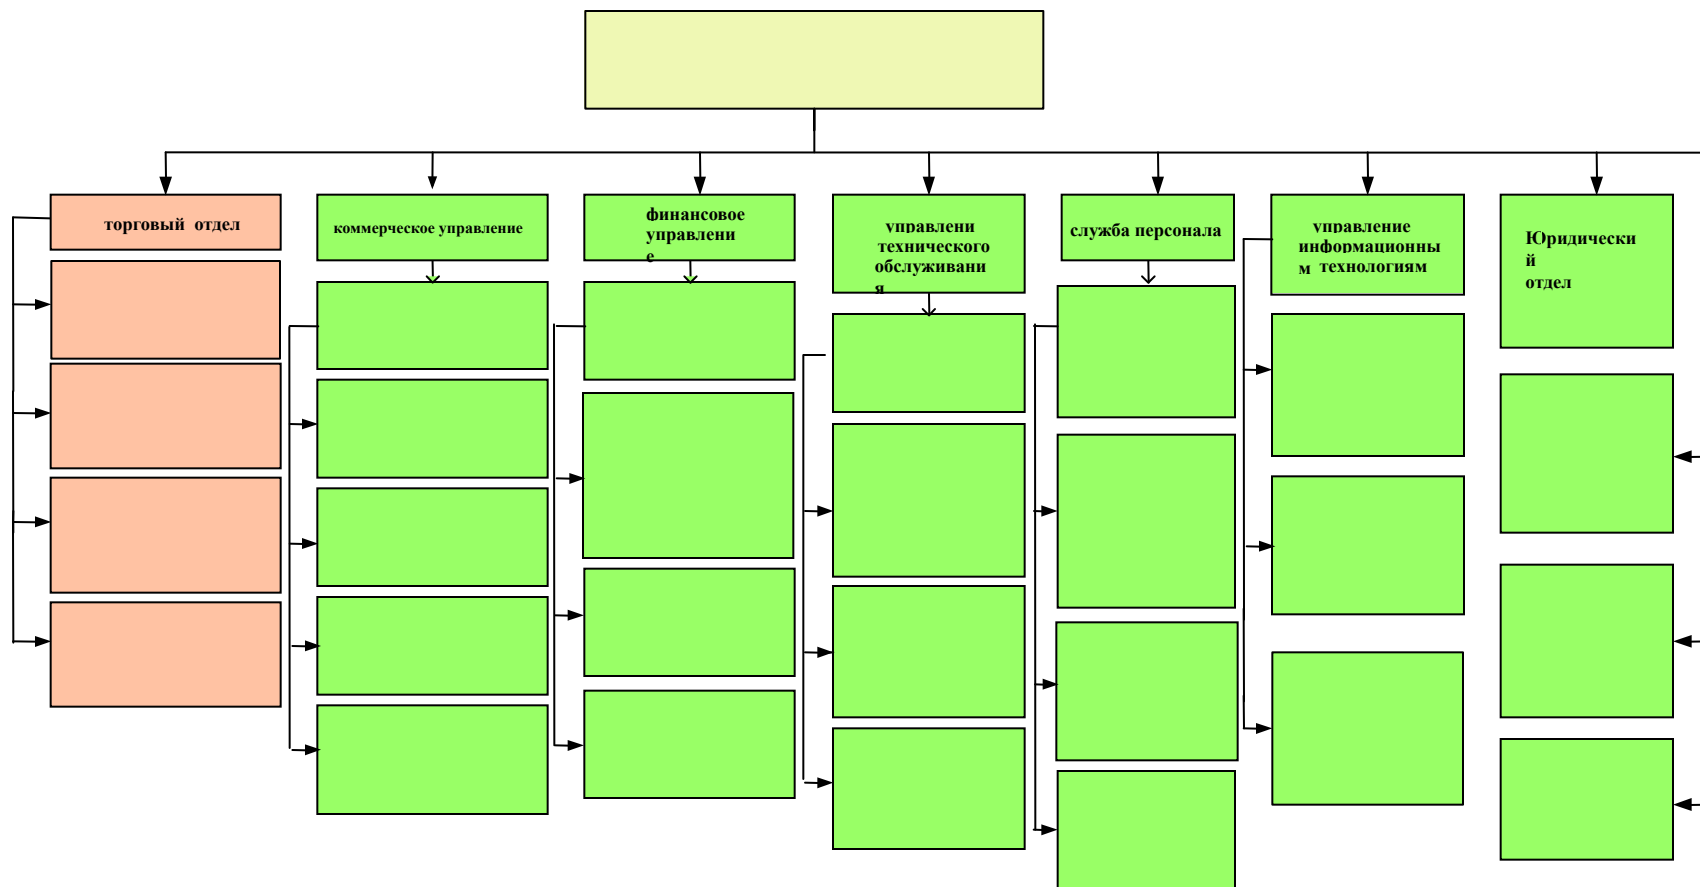 торговый отдел
коммерческое управление
финансовое
управлени
е
управлени
технического
обслуживани
я
служба персонала
управление
информационны
м технологиям
Юридически
й
отдел